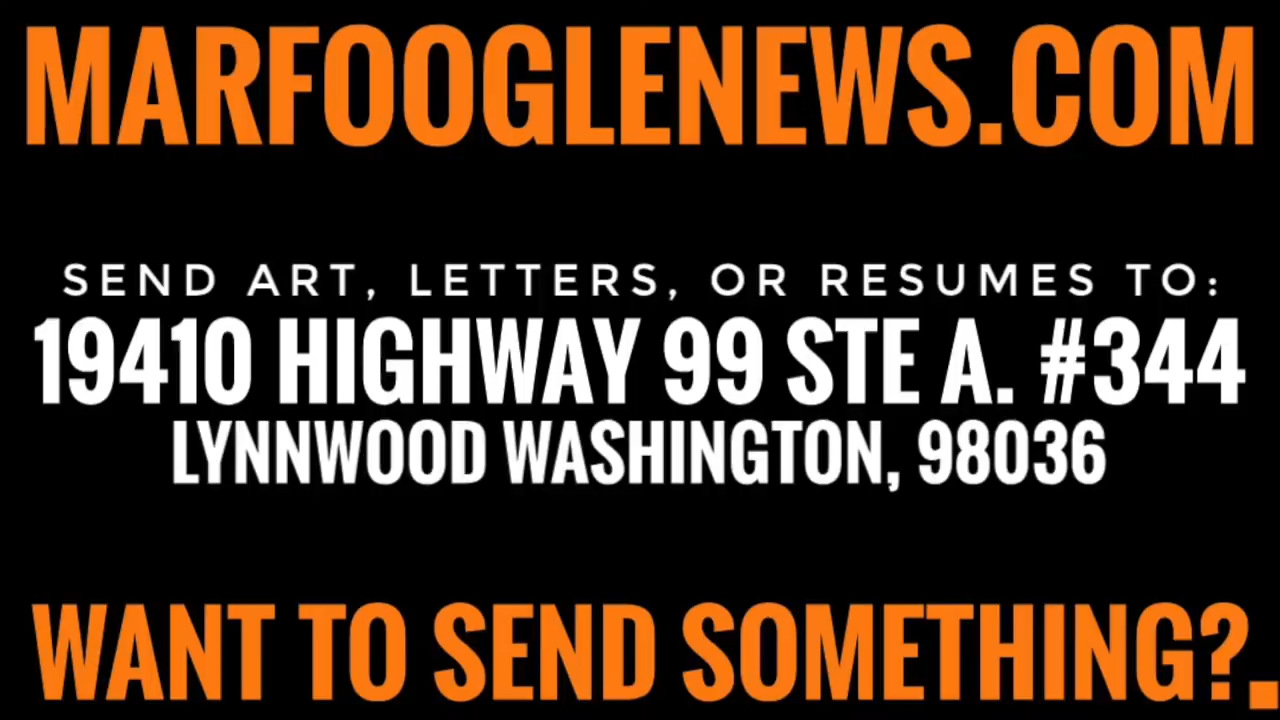 MARFOOGLENEWS.COM
SEND ART, LETTERS, OR RESUMES TO:
19410 HIGHWAY 99 STE A. #344
LYNNWOOD WASHINGTON, 98036
WANT TO SEND SOMETHING?.